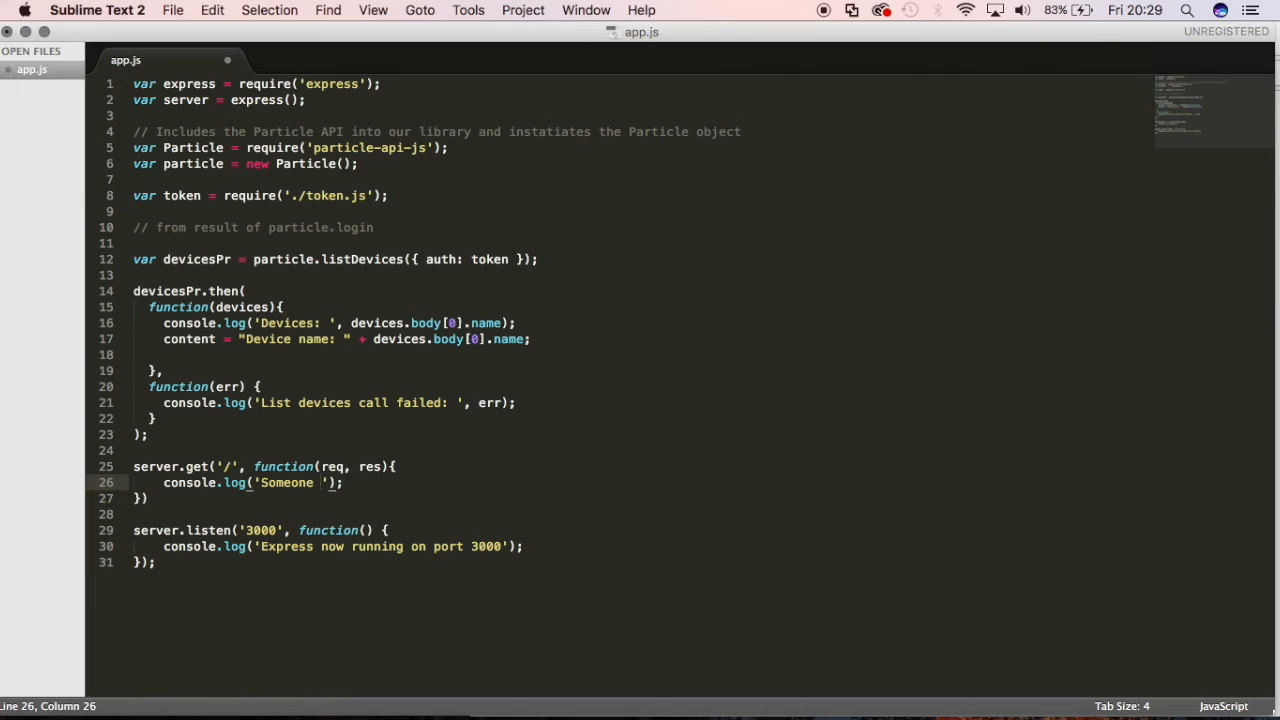 Sublime Text 2 File Edit Selection Find View Goto Tools Project Window Help 83% Fri 20:29
app.js UNREGISTERED
OPEN FILES
app.js
app.js
1 var express = require('express');
2 var server = express();
3
4 // Includes the Particle API into our library and instatiates the Particle object
5 var Particle = require('particle-api-js');
6 var particle = new Particle();
7
8 var token = require('./token.js');
9
10 // from result of particle.login
11
12 var devicesPr = particle.listDevices({ auth: token });
13
14 devicesPr.then(
15 function(devices){
16 console.log('Devices: ', devices.body[0].name);
17 content = "Device name: " + devices.body[0].name;
18
19 },
20 function(err) {
21 console.log('List devices call failed: ', err);
22 }
23 );
24
25 server.get('/', function(req, res){
26 console.log('Someone ');
27 })
28
29 server.listen('3000', function() {
30 console.log('Express now running on port 3000');
31 });
Line 26, Column 26 Tab Size: 4 JavaScript